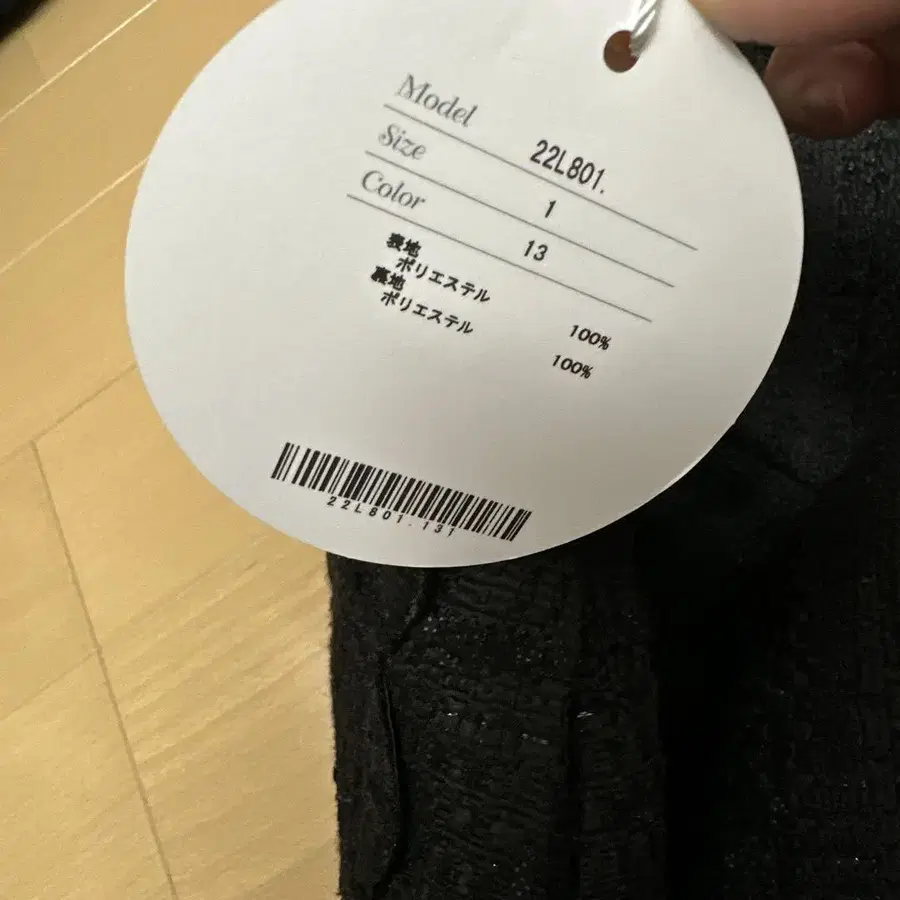 Model 22L801.
Size 1
Color 13
表地
ポリエステル 100%
裏地
ポリエステル 100%
22L801-131